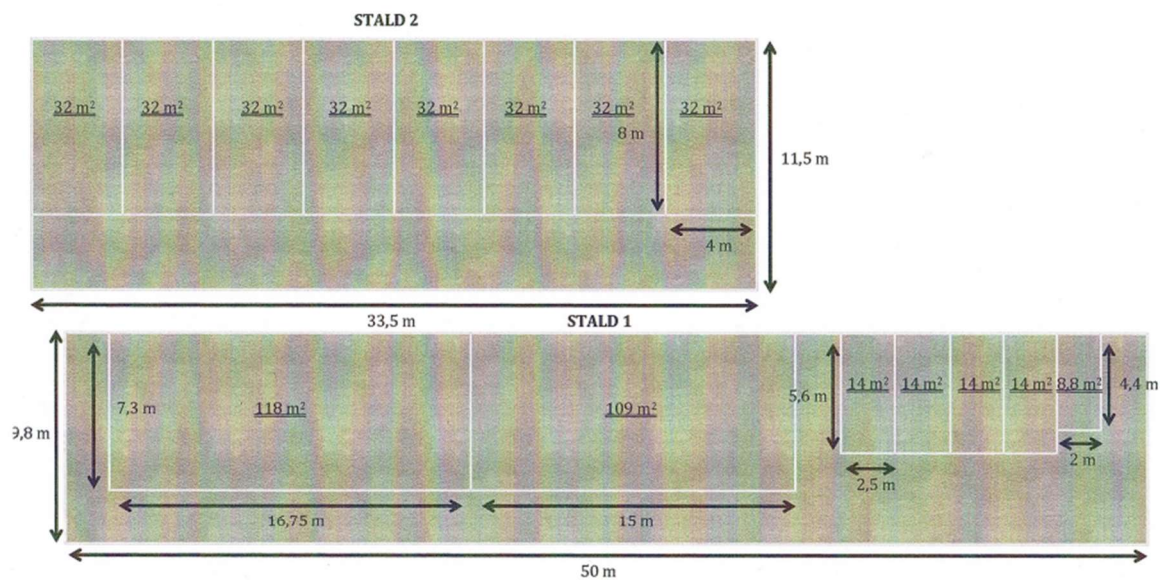 STALD 2
32 m²
32 m²
32 m²
32 m²
32 m²
32 m²
32 m²
32 m²
8 m
11,5 m
4 m
33,5 m
STALD 1
7,3 m
118 m²
109 m²
5,6 m
14 m²
14 m²
14 m²
14 m²
8,8 m²
4,4 m
9,8 m
2,5 m
2 m
16,75 m
15 m
50 m